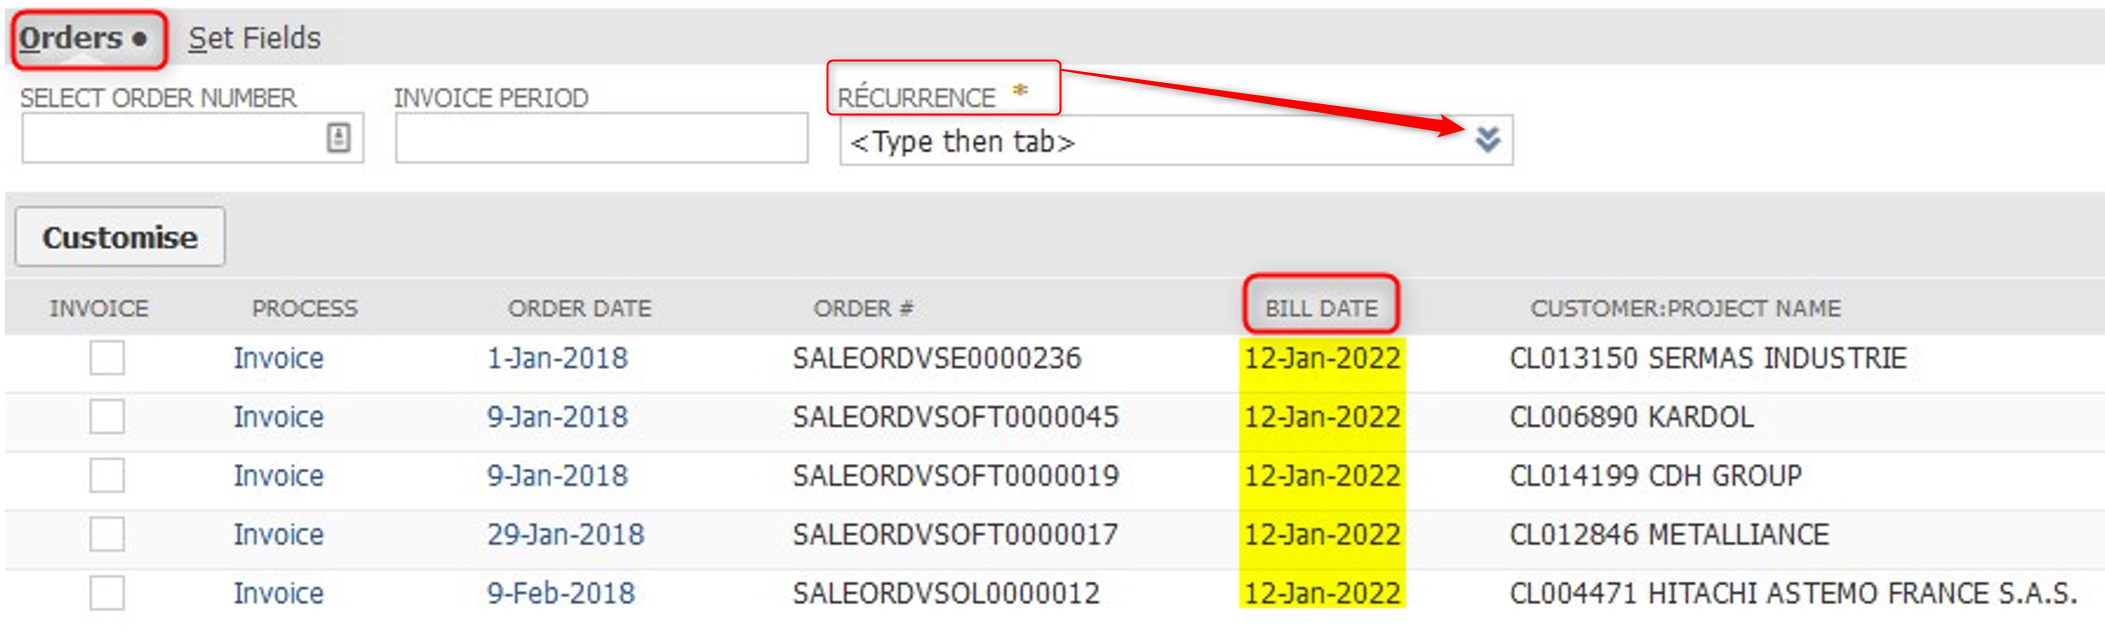 Orders • Set Fields
SELECT ORDER NUMBER INVOICE PERIOD RÉCURRENCE *
<Type then tab>
Customise
INVOICE PROCESS ORDER DATE ORDER # BILL DATE CUSTOMER:PROJECT NAME
Invoice 1-Jan-2018 SALEORDVSE0000236 12-Jan-2022 CL013150 SERMAS INDUSTRIE
Invoice 9-Jan-2018 SALEORDVSOFT0000045 12-Jan-2022 CL006890 KARDOL
Invoice 9-Jan-2018 SALEORDVSOFT0000019 12-Jan-2022 CL014199 CDH GROUP
Invoice 29-Jan-2018 SALEORDVSOFT0000017 12-Jan-2022 CL012846 METALLIANCE
Invoice 9-Feb-2018 SALEORDVSOL0000012 12-Jan-2022 CL004471 HITACHI ASTEMO FRANCE S.A.S.